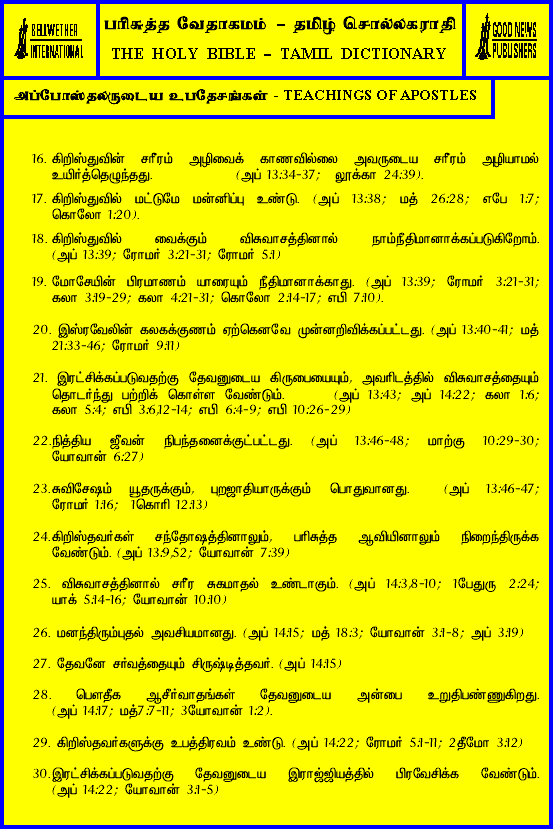 BELLWETHER
INTERNATIONAL
பரிசுத்த வேதாகமம் – தமிழ் சொல்லகராதி
THE HOLY BIBLE – TAMIL DICTIONARY
GOOD NEWS
PUBLISHERS
அப்போஸ்தலருடைய உபதேசங்கள் - TEACHINGS OF APOSTLES
16. கிறிஸ்துவின் சரீரம் அழிவைக் காணவில்லை அவருடைய சரீரம் அழியாமல்
உயிர்த்தெழுந்தது. (அப் 13:34-37; லூக்கா 24:39).
17. கிறிஸ்துவில் மட்டுமே மன்னிப்பு உண்டு. (அப் 13:38; மத் 26:28; எபே 1:7;
கொலோ 1:20).
18. கிறிஸ்துவில் வைக்கும் விசுவாசத்தினால் நாம்நீதிமானாக்கப்படுகிறோம்.
(அப் 13:39; ரோமர் 3:21-31; ரோமர் 5:1)
19. மோசேயின் பிரமாணம் யாரையும் நீதிமானாக்காது. (அப் 13:39; ரோமர் 3:21-31;
கலா 3:19-29; கலா 4:21-31; கொலோ 2:14-17; எபி 7:10).
20. இஸ்ரவேலின் கலகக்குணம் ஏற்கெனவே முன்னறிவிக்கப்பட்டது. (அப் 13:40-41; மத்
21:33-46; ரோமர் 9:11)
21. இரட்சிக்கப்படுவதற்கு தேவனுடைய கிருபையையும், அவரிடத்தில் விசுவாசத்தையும்
தொடர்ந்து பற்றிக் கொள்ள வேண்டும். (அப் 13:43; அப் 14:22; கலா 1:6;
கலா 5:4; எபி 3:6,12-14; எபி 6:4-9; எபி 10:26-29)
22.நித்திய ஜீவன் நிபந்தனைக்குட்பட்டது. (அப் 13:46-48; மாற்கு 10:29-30;
யோவான் 6:27)
23.சுவிசேஷம் யூதருக்கும், புறஜாதியாருக்கும் பொதுவானது. (அப் 13:46-47;
ரோமர் 1:16; 1கொரி 12:13)
24.கிறிஸ்தவர்கள் சந்தோஷத்தினாலும், பரிசுத்த ஆவியினாலும் நிறைந்திருக்க
வேண்டும். (அப் 13:9,52; யோவான் 7:39)
25. விசுவாசத்தினால் சரீர சுகமாதல் உண்டாகும். (அப் 14:3,8-10; 1பேதுரு 2:24;
யாக் 5:14-16; யோவான் 10:10)
26. மனந்திரும்புதல் அவசியமானது. (அப் 14:15; மத் 18:3; யோவான் 3:1-8; அப் 3:19)
27. தேவனே சர்வத்தையும் சிருஷ்டித்தவர். (அப் 14:15)
28. பெளதீக ஆசீர்வாதங்கள் தேவனுடைய அன்பை உறுதிபண்ணுகிறது.
(அப் 14:17; மத்7:7-11; 3யோவான் 1:2).
29. கிறிஸ்தவர்களுக்கு உபத்திரவம் உண்டு. (அப் 14:22; ரோமர் 5:1-11; 2தீமோ 3:12)
30.இரட்சிக்கப்படுவதற்கு தேவனுடைய இராஜ்ஜியத்தில் பிரவேசிக்க வேண்டும்.
(அப் 14:22; யோவான் 3:1-5)